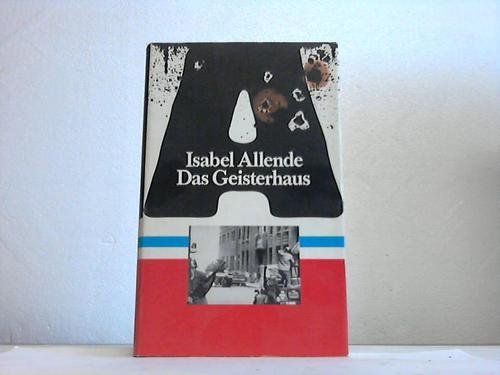 A
Isabel Allende
Das Geisterhaus